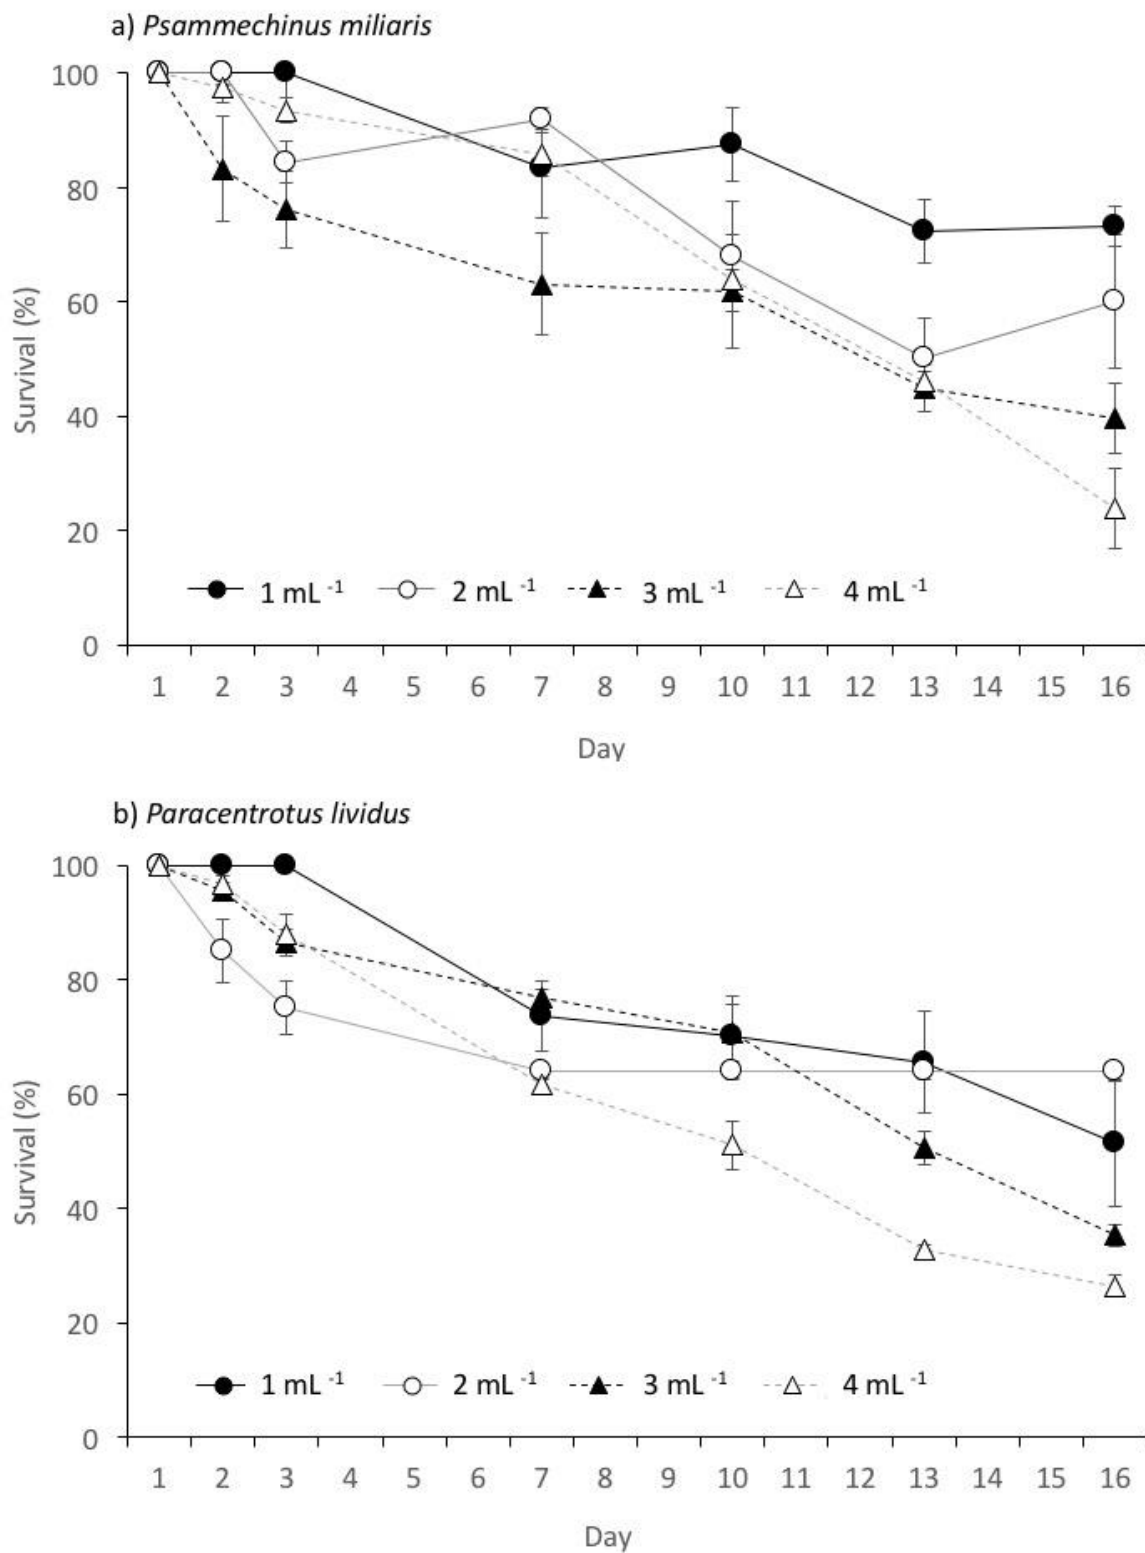 a) Psammechinus miliaris
100
80
60
40
20
0
Survival (%)
1 mL -1 2 mL -1 3 mL -1 4 mL -1
1 2 3 4 5 6 7 8 9 10 11 12 13 14 15 16
Day
b) Paracentrotus lividus
100
80
60
40
20
0
Survival (%)
1 mL -1 2 mL -1 3 mL -1 4 mL -1
1 2 3 4 5 6 7 8 9 10 11 12 13 14 15 16
Day